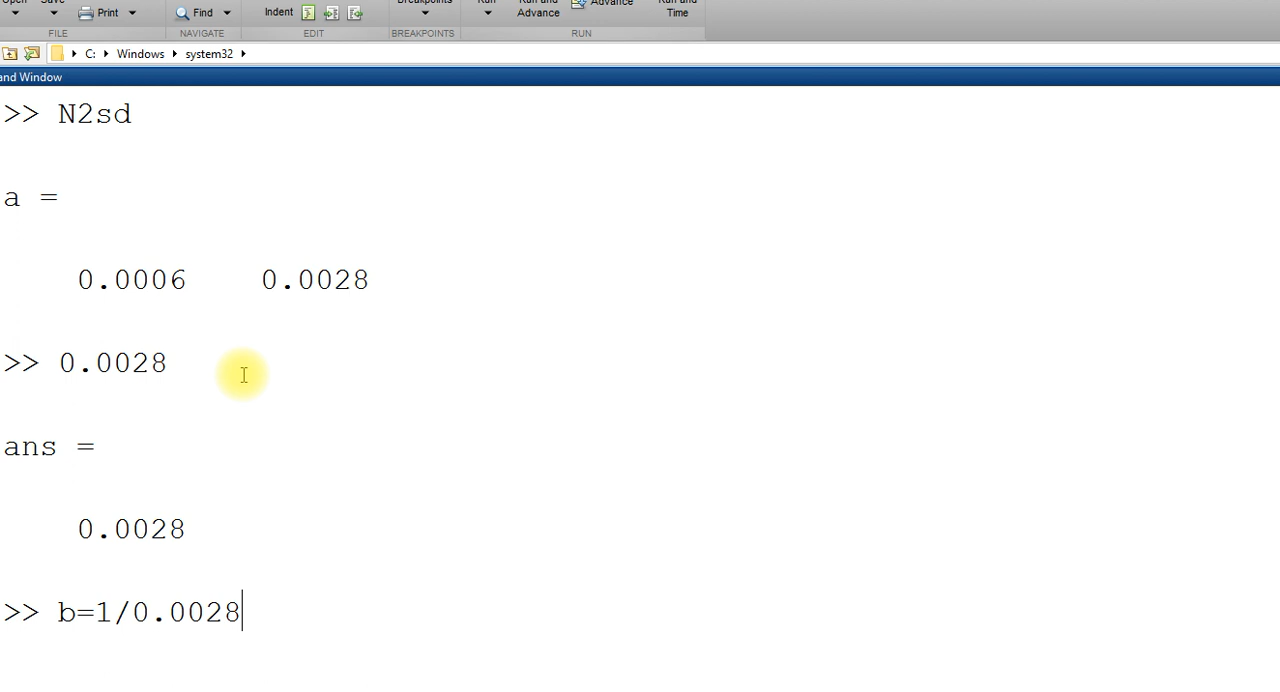 Open Save Breakpoints Run Run and Advance Run and
Print Find Indent Advance Time
FILE NAVIGATE EDIT BREAKPOINTS RUN
C: Windows system32
and Window
>> N2sd
a =
0.0006 0.0028
>> 0.0028
ans =
0.0028
>> b=1/0.0028